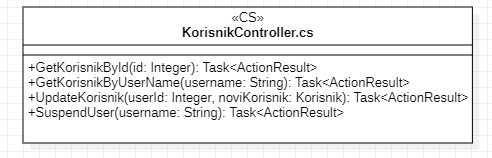 «CS»
KorisnikController.cs
+GetKorisnikById(id: Integer): Task<ActionResult>
+GetKorisnikByUserName(username: String): Task<ActionResult>
+UpdateKorisnik(userId: Integer, noviKorisnik: Korisnik): Task<ActionResult>
+SuspendUser(username: String): Task<ActionResult>